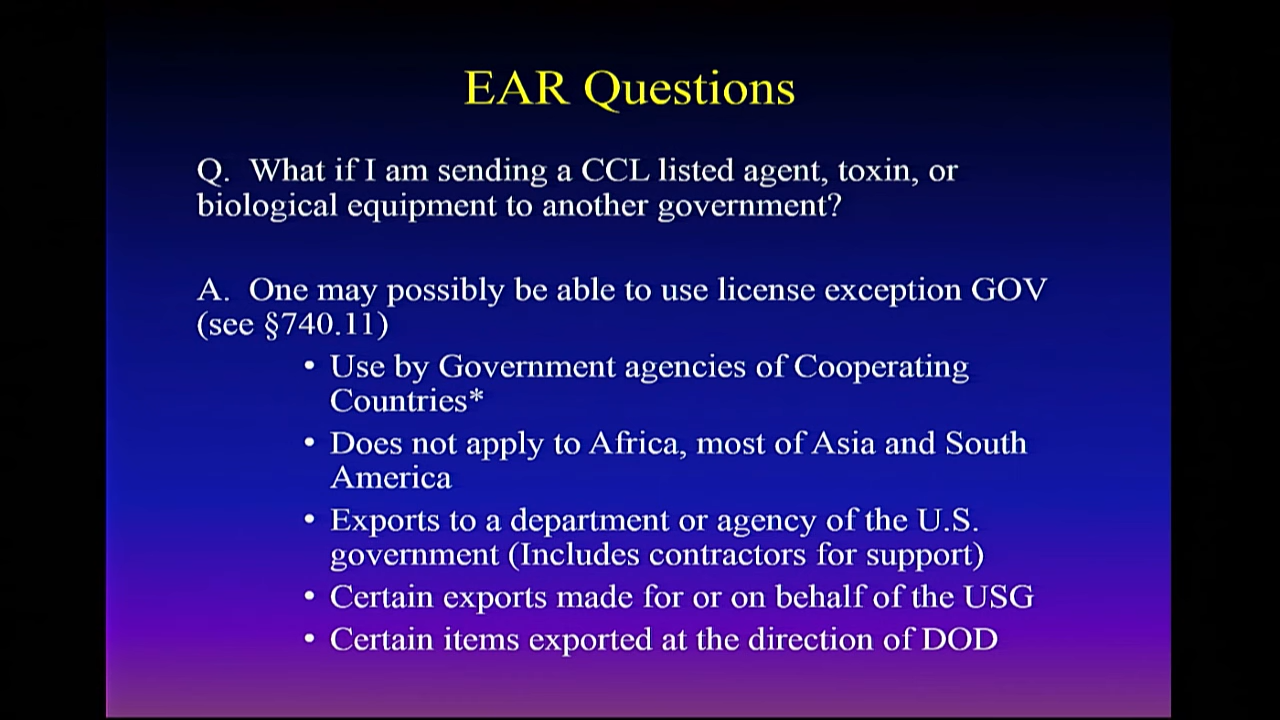 EAR Questions
Q. What if I am sending a CCL listed agent, toxin, or
biological equipment to another government?
A. One may possibly be able to use license exception GOV
(see §740.11)
• Use by Government agencies of Cooperating
Countries*
• Does not apply to Africa, most of Asia and South
America
• Exports to a department or agency of the U.S.
government (Includes contractors for support)
• Certain exports made for or on behalf of the USG
• Certain items exported at the direction of DOD